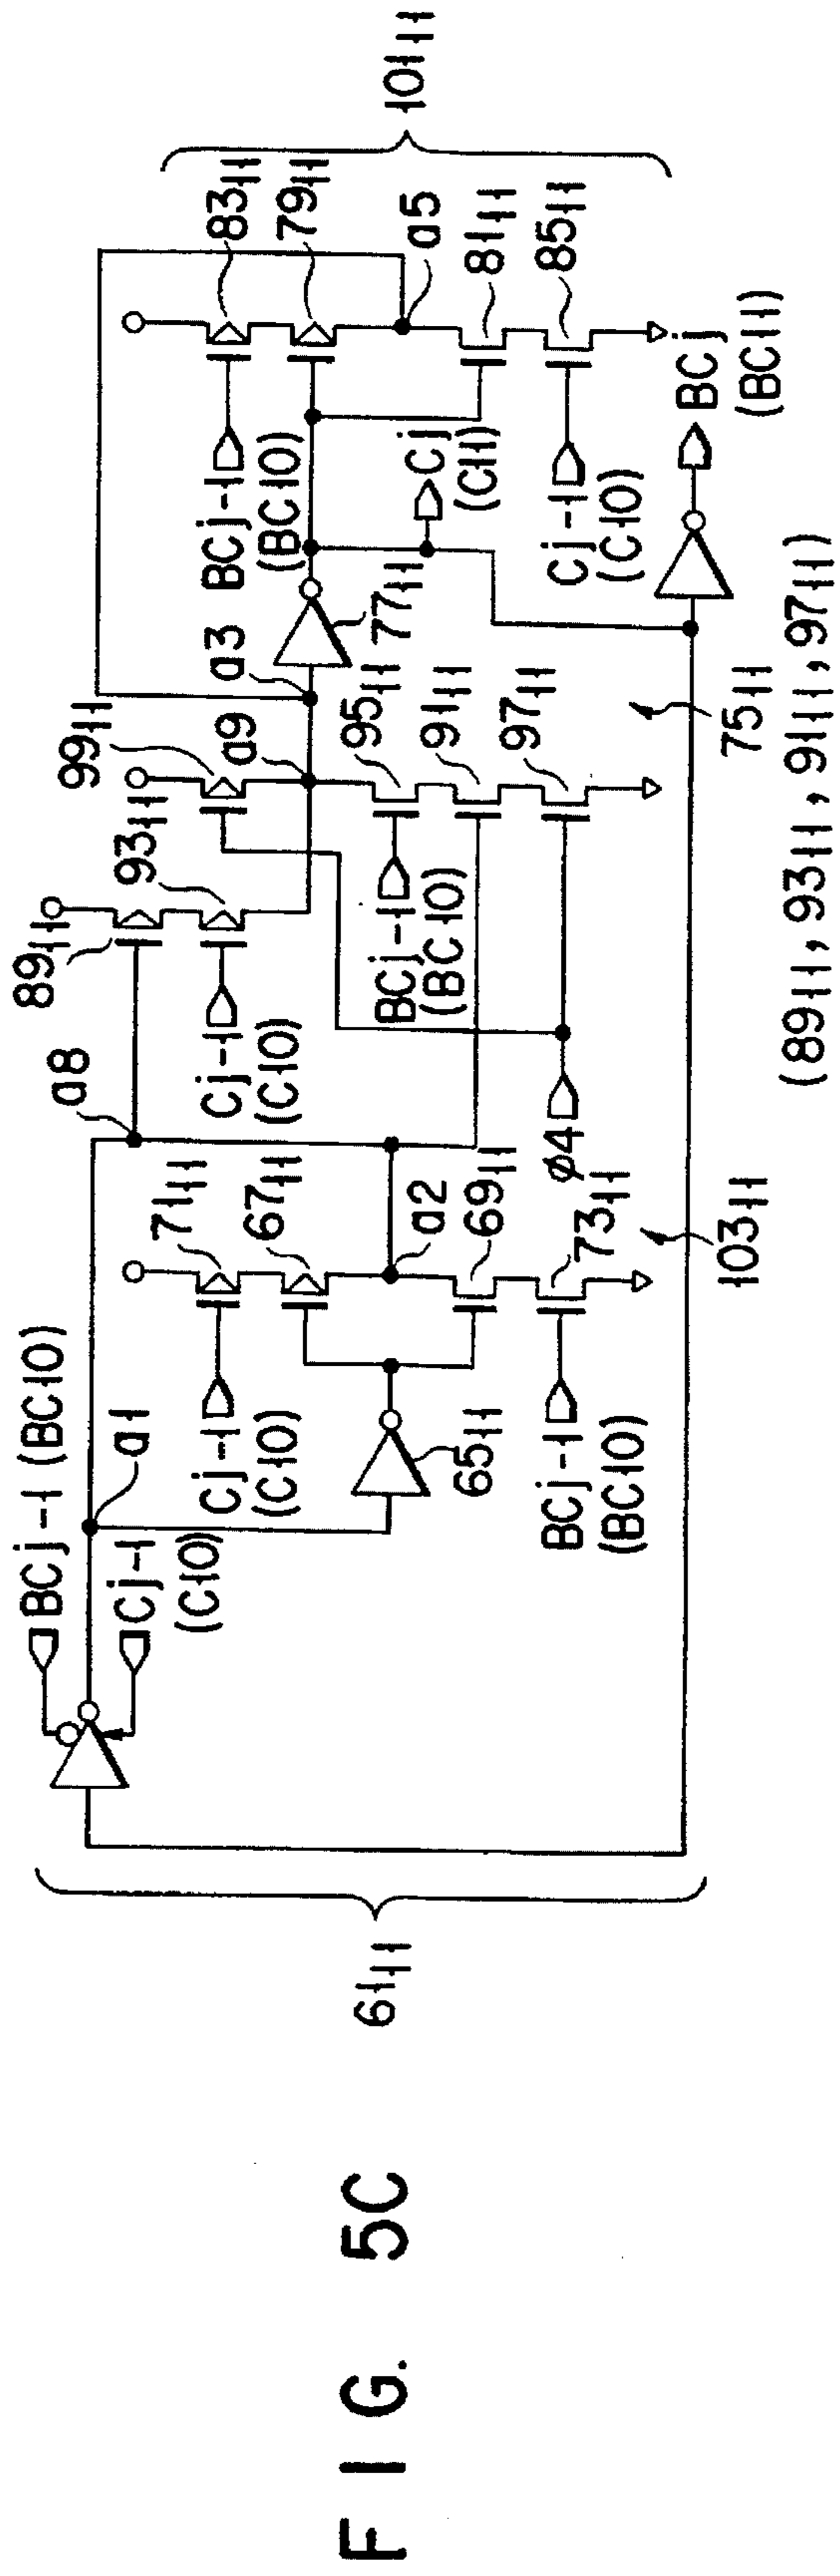 FIG. 5C
61₁₁
BCj-1 (BC10)
Cj-1
(C10)
a1
a8
89₁₁
93₁₁
99₁₁
Cj-1
(C10)
a9
a3
71₁₁
67₁₁
Cj-1
(C10)
65₁₁
a2
69₁₁
BCj-1
(BC10)
73₁₁
103₁₁
BCj-1
(BC10)
ø4
95₁₁
91₁₁
97₁₁
77₁₁
75₁₁
(89₁₁, 93₁₁, 91₁₁, 97₁₁)
BCj-1
(BC10)
83₁₁
79₁₁
a5
Cj
(C11)
81₁₁
Cj-1
(C10)
85₁₁
BCj
(BC11)
101₁₁